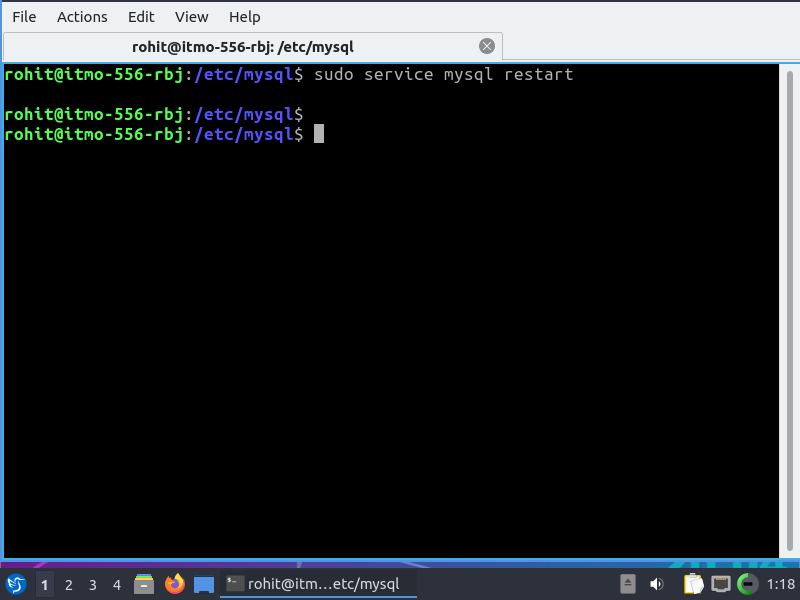 File Actions Edit View Help
rohit@itmo-556-rbj: /etc/mysql
rohit@itmo-556-rbj:/etc/mysql$ sudo service mysql restart
rohit@itmo-556-rbj:/etc/mysql$
rohit@itmo-556-rbj:/etc/mysql$
1 2 3 4 rohit@itm...etc/mysql 1:18